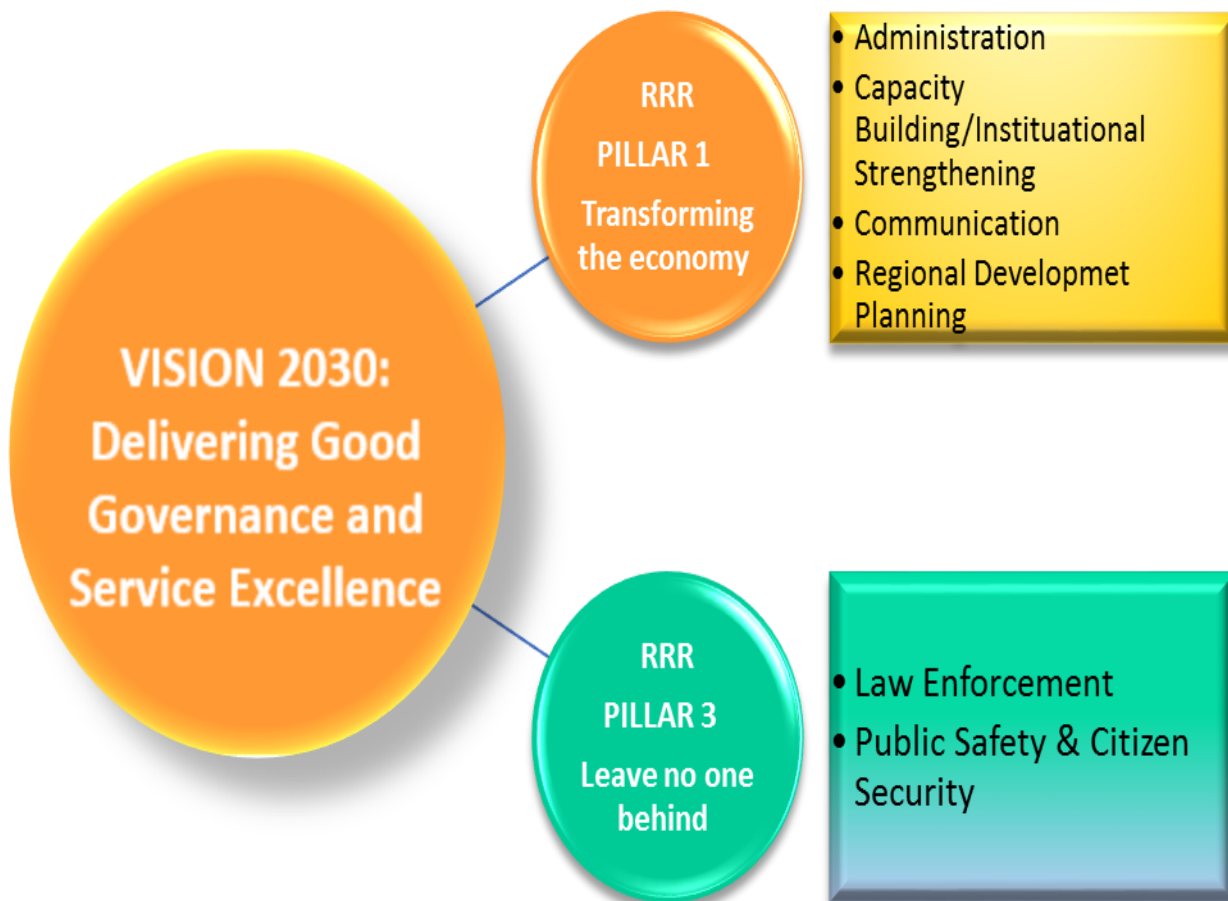 VISION 2030:
Delivering Good
Governance and
Service Excellence
RRR
PILLAR 1
Transforming
the economy
• Administration
• Capacity
Building/Instituational
Strengthening
• Communication
• Regional Developmet
Planning
RRR
PILLAR 3
Leave no one
behind
• Law Enforcement
• Public Safety & Citizen
Security